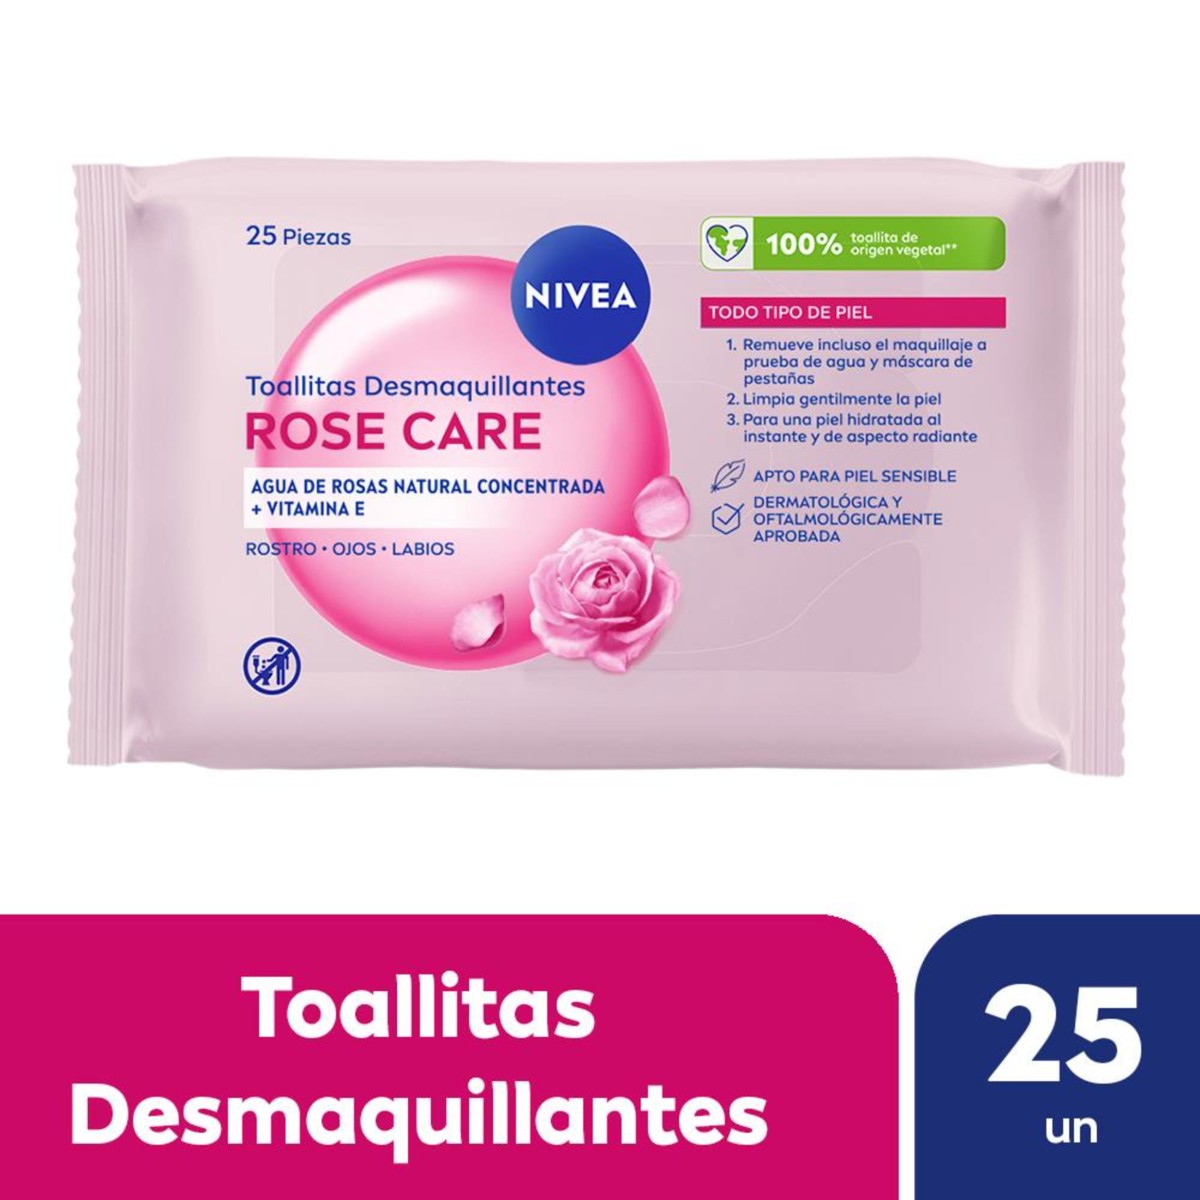 25 Piezas
NIVEA
Toallitas Desmaquillantes
ROSE CARE
AGUA DE ROSAS NATURAL CONCENTRADA
+ VITAMINA E
ROSTRO • OJOS • LABIOS
100% toallita de
origen vegetal**
TODO TIPO DE PIEL
1. Remueve incluso el maquillaje a
prueba de agua y máscara de
pestañas
2. Limpia gentilmente la piel
3. Para una piel hidratada al
instante y de aspecto radiante
APTO PARA PIEL SENSIBLE
DERMATOLÓGICA Y
OFTALMOLÓGICAMENTE
APROBADA
Toallitas
Desmaquillantes
25
un